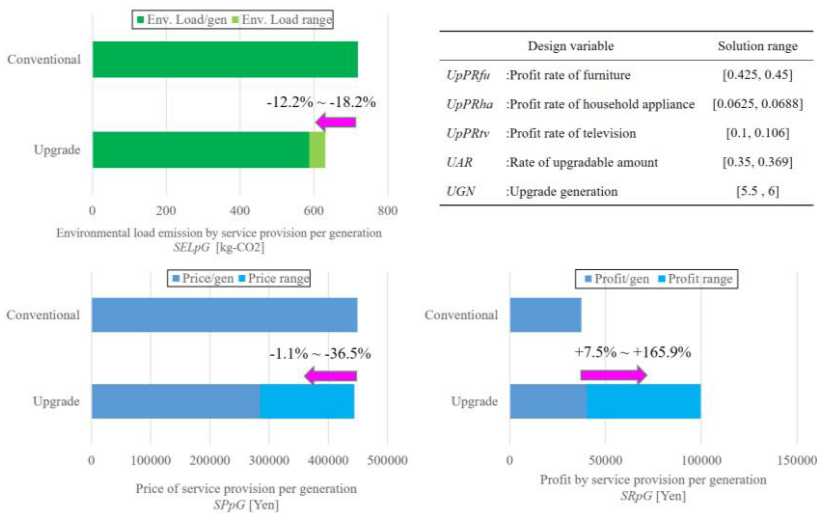 Env. Load/gen Env. Load range
Conventional
-12.2% ~ -18.2%
Upgrade
0 200 400 600 800
Environmental load emission by service provision per generation
SELpG [kg-CO2]
Design variable Solution range
UpPRfu :Profit rate of furniture [0.425, 0.45]
UpPRha :Profit rate of household appliance [0.0625, 0.0688]
UpPRtv :Profit rate of television [0.1, 0.106]
UAR :Rate of upgradable amount [0.35, 0.369]
UGN :Upgrade generation [5.5 , 6]
Price/gen Price range
Conventional
-1.1% ~ -36.5%
Upgrade
0 100000 200000 300000 400000 500000
Price of service provision per generation
SPpG [Yen]
Profit/gen Profit range
Conventional
+7.5% ~ +165.9%
Upgrade
0 50000 100000 150000
Profit by service provision per generation
SRpG [Yen]